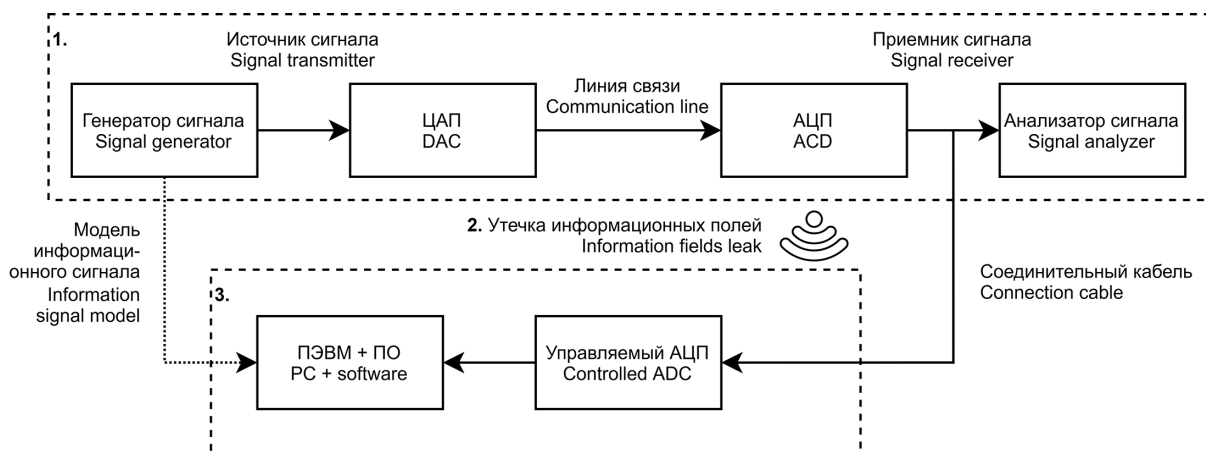 1.
Источник сигнала
Signal transmitter
Приемник сигнала
Signal receiver
Генератор сигнала
Signal generator
ЦАП
DAC
Линия связи
Communication line
АЦП
ACD
Анализатор сигнала
Signal analyzer
Модель
информаци-
онного сигнала
Information
signal model
2. Утечка информационных полей
Information fields leak
Соединительный кабель
Connection cable
3.
ПЭВМ + ПО
PC + software
Управляемый АЦП
Controlled ADC